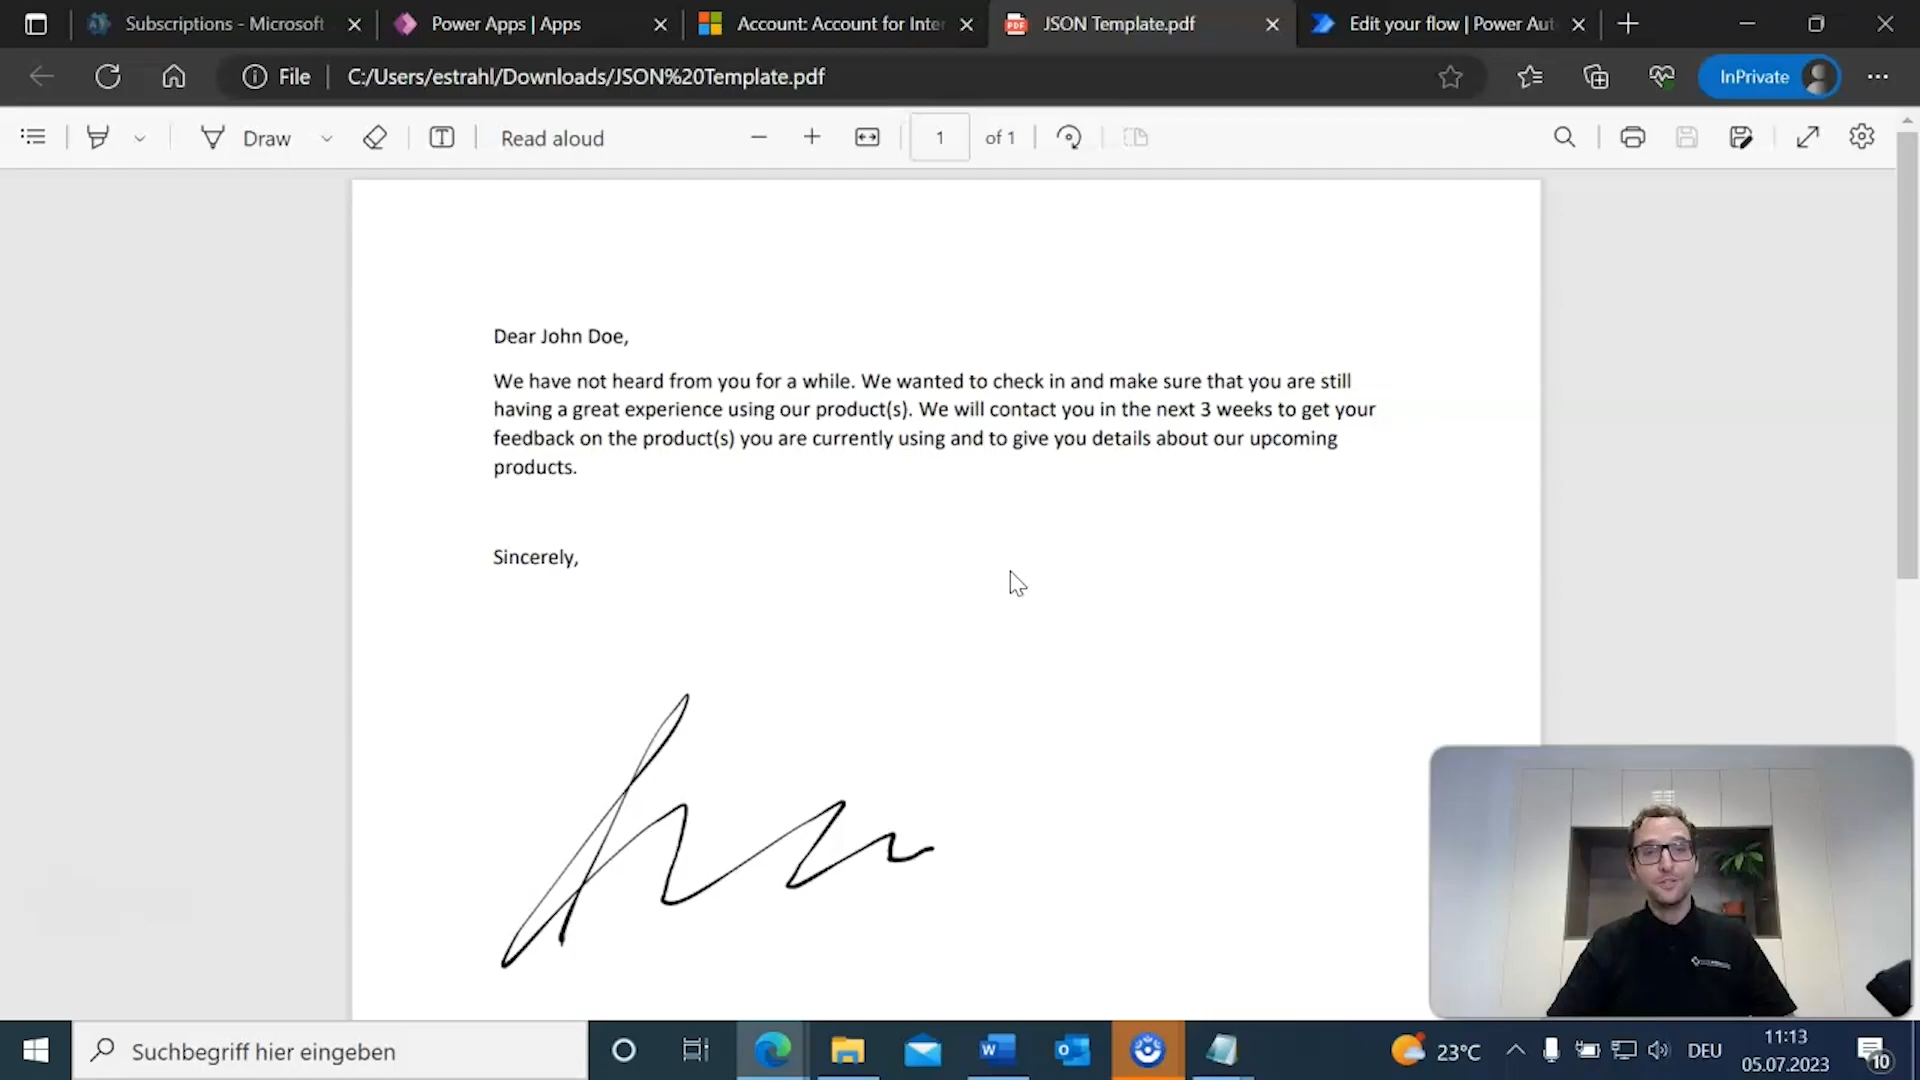 Subscriptions - Microsoft
Power Apps | Apps
Account: Account for Inter
JSON Template.pdf
Edit your flow | Power Aut
File
C:/Users/estrahl/Downloads/JSON%20Template.pdf
InPrivate
Draw
Read aloud
1
of 1
Dear John Doe,
We have not heard from you for a while. We wanted to check in and make sure that you are still
having a great experience using our product(s). We will contact you in the next 3 weeks to get your
feedback on the product(s) you are currently using and to give you details about our upcoming
products.
Sincerely,
Suchbegriff hier eingeben
23°C
DEU
11:13
05.07.2023
10